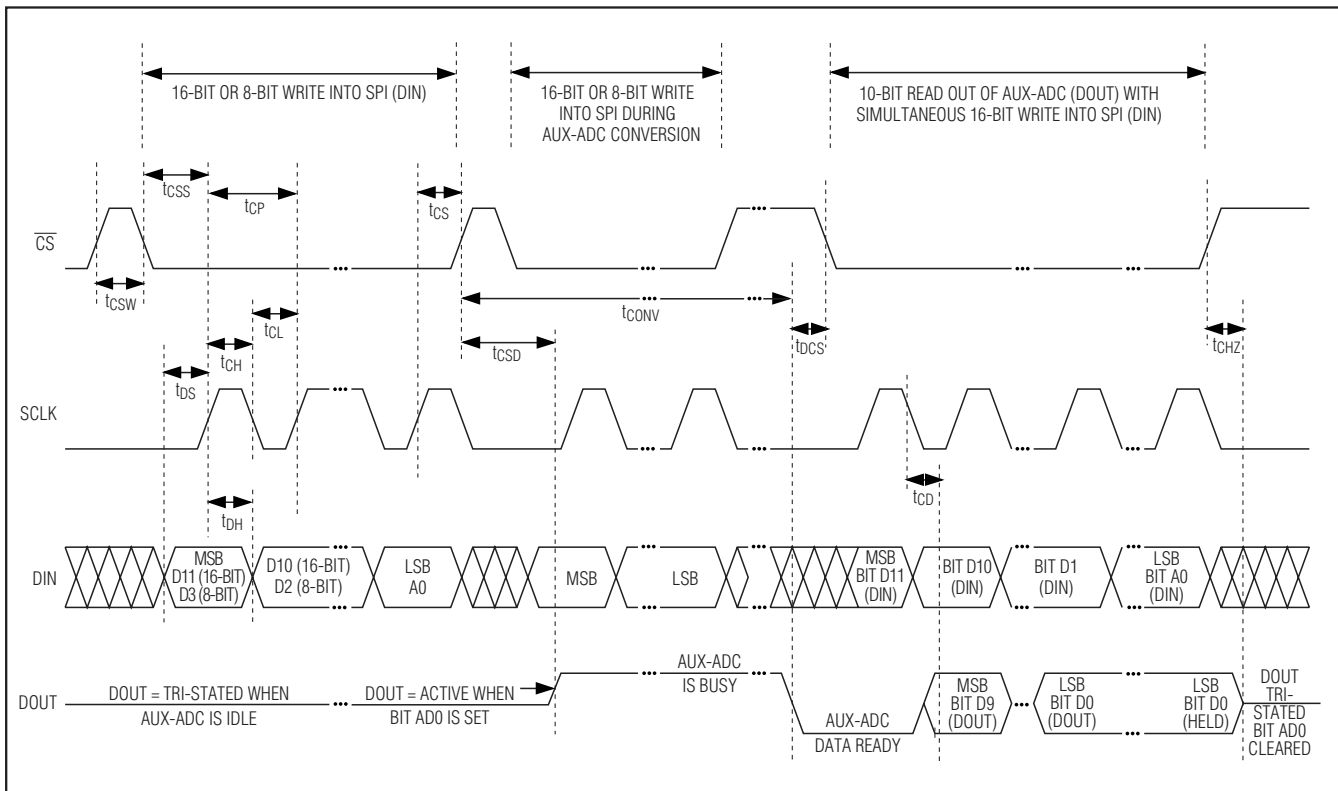 16-BIT OR 8-BIT WRITE INTO SPI (DIN)
16-BIT OR 8-BIT WRITE
INTO SPI DURING
AUX-ADC CONVERSION
10-BIT READ OUT OF AUX-ADC (DOUT) WITH
SIMULTANEOUS 16-BIT WRITE INTO SPI (DIN)
tCSS
tCP
tCS
CS
tCSW
tCL
tCONV
tCH
tCSD
tDCS
tCHZ
tDS
SCLK
tCD
tDH
DIN
MSB
D11 (16-BIT)
D3 (8-BIT)
D10 (16-BIT)
D2 (8-BIT)
LSB
A0
MSB
LSB
MSB
BIT D11
(DIN)
BIT D10
(DIN)
BIT D1
(DIN)
LSB
BIT A0
(DIN)
DOUT
DOUT = TRI-STATED WHEN
AUX-ADC IS IDLE
DOUT = ACTIVE WHEN
BIT AD0 IS SET
AUX-ADC
IS BUSY
AUX-ADC
DATA READY
MSB
BIT D9
(DOUT)
LSB
BIT D0
(DOUT)
LSB
BIT D0
(HELD)
DOUT
TRI-
STATED
BIT AD0
CLEARED